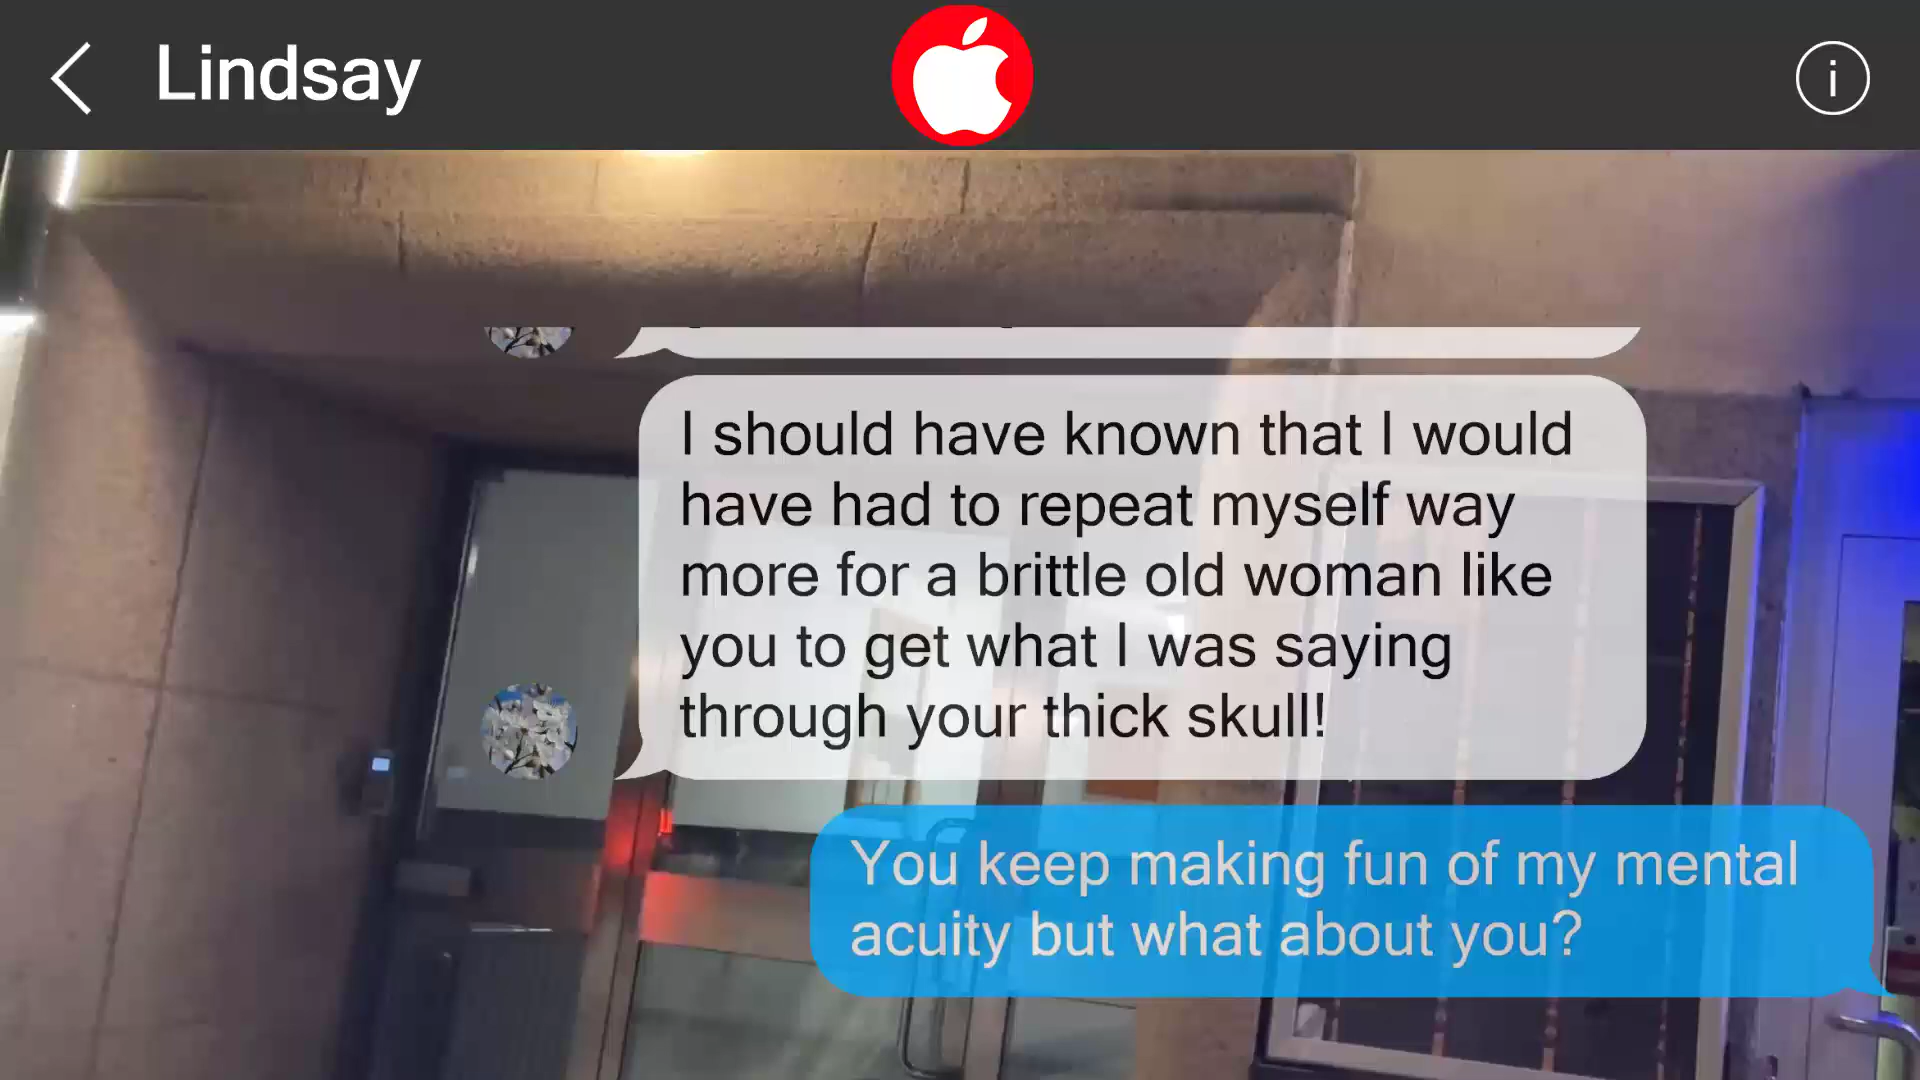 Lindsay
I should have known that I would
have had to repeat myself way
more for a brittle old woman like
you to get what I was saying
through your thick skull!
You keep making fun of my mental
acuity but what about you?